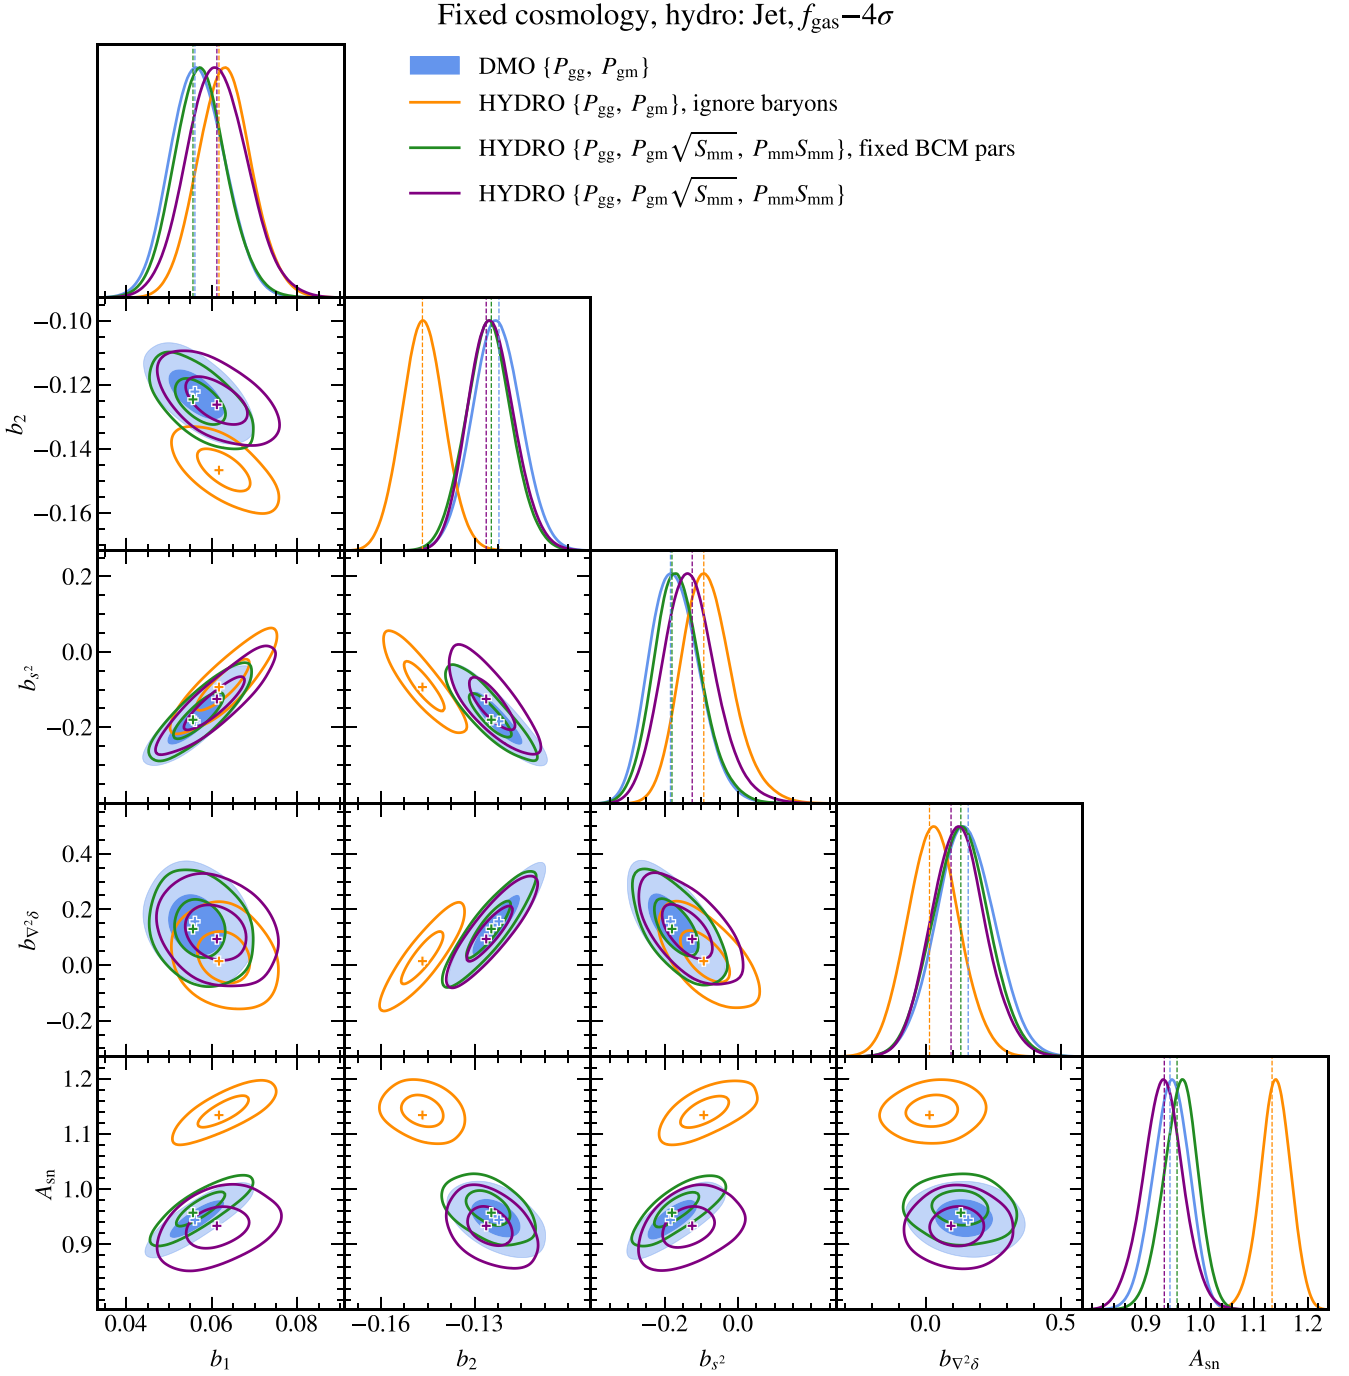 Fixed cosmology, hydro: Jet, f_gas−4σ
DMO {P_gg, P_gm}
HYDRO {P_gg, P_gm}, ignore baryons
HYDRO {P_gg, P_gm√S_mm, P_mm S_mm}, fixed BCM pars
HYDRO {P_gg, P_gm√S_mm, P_mm S_mm}
−0.10
−0.12
−0.14
−0.16
b_2
0.2
0.0
−0.2
b_s²
0.4
0.2
0.0
−0.2
b_∇²δ
1.2
1.1
1.0
0.9
A_sn
0.04 0.06 0.08 −0.16 −0.13 −0.2 0.0 0.0 0.5 0.9 1.0 1.1 1.2
b_1 b_2 b_s² b_∇²δ A_sn